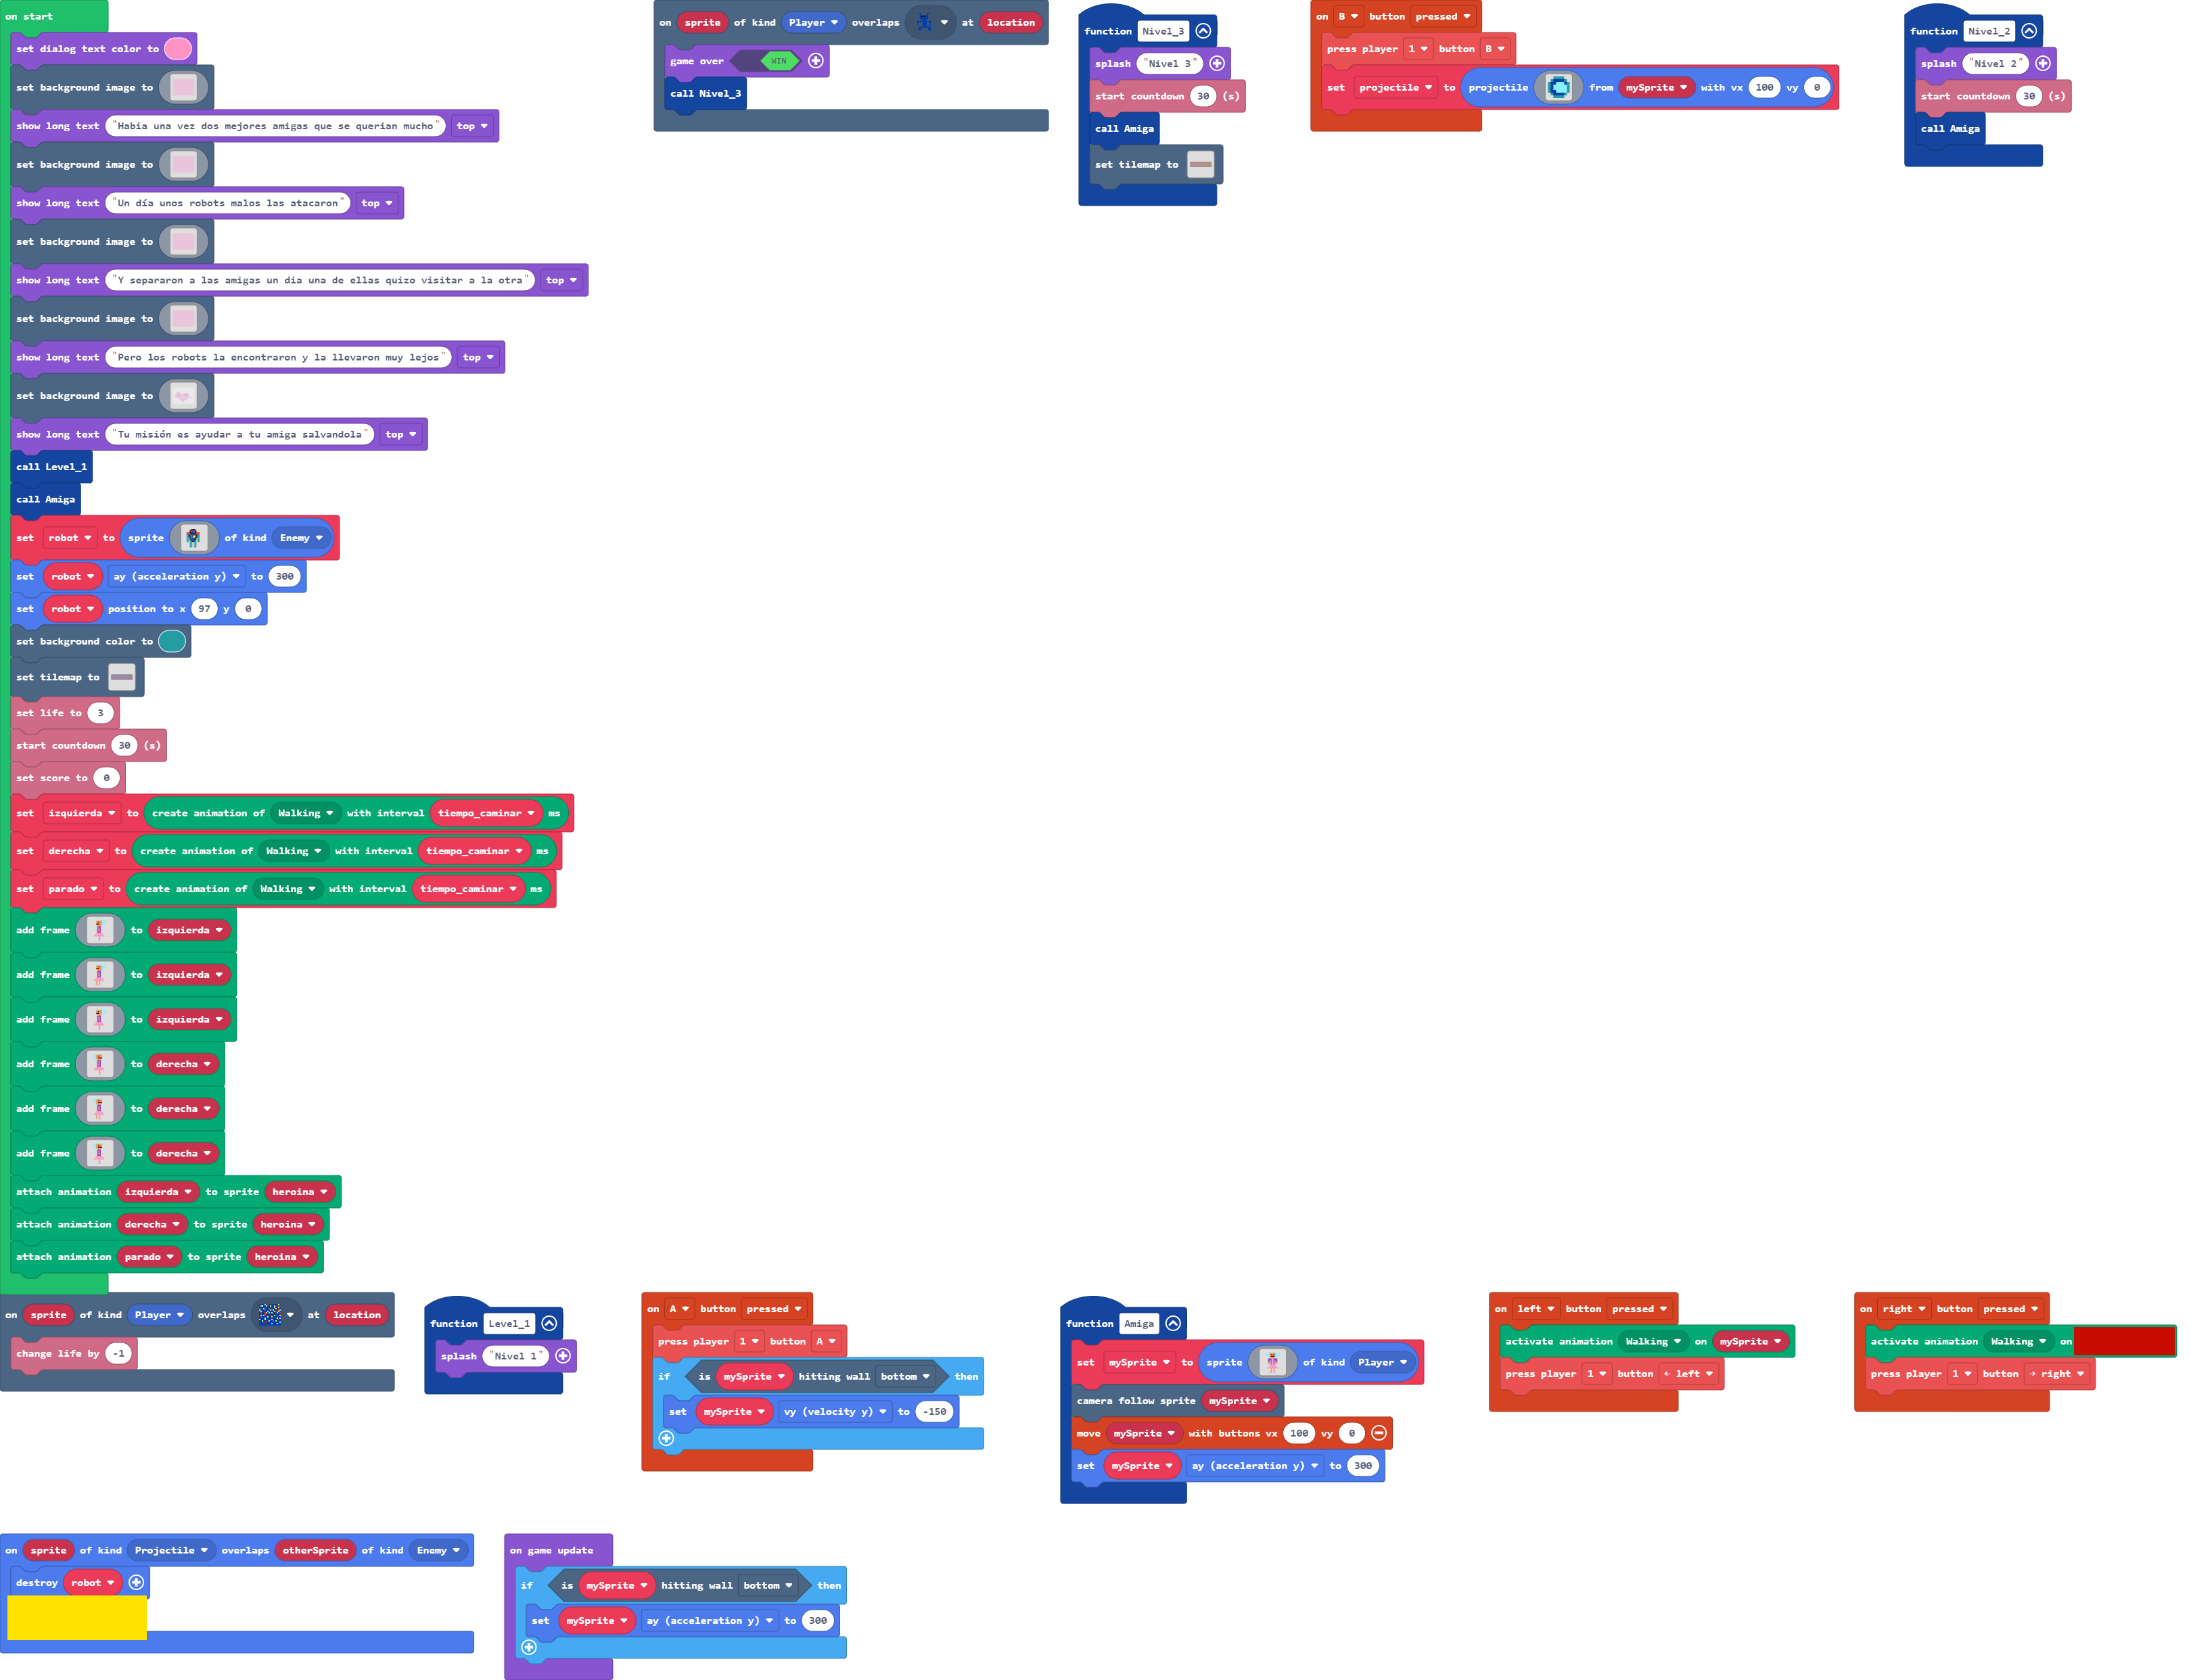 on start
set dialog text color to
set background image to
show long text "Habia una vez dos mejores amigas que se querian mucho" top
set background image to
show long text "Un día unos robots malos las atacaron" top
set background image to
show long text "Y separaron a las amigas un dia una de ellas quizo visitar a la otra" top
set background image to
show long text "Pero los robots la encontraron y la llevaron muy lejos" top
set background image to
show long text "Tu misión es ayudar a tu amiga salvandola" top
call Level_1
call Amiga
set robot to sprite of kind Enemy
set robot ay (acceleration y) to 300
set robot position to x 97 y 0
set background color to
set tilemap to
set life to 3
start countdown 30 (s)
set score to 0
set izquierda to create animation of Walking with interval tiempo_caminar ms
set derecha to create animation of Walking with interval tiempo_caminar ms
set parado to create animation of Walking with interval tiempo_caminar ms
add frame to izquierda
add frame to izquierda
add frame to izquierda
add frame to derecha
add frame to derecha
add frame to derecha
attach animation izquierda to sprite heroina
attach animation derecha to sprite heroina
attach animation parado to sprite heroina
on sprite of kind Player overlaps at location
game over WIN
call Nivel_3
function Nivel_3
splash "Nivel 3"
start countdown 30 (s)
call Amiga
set tilemap to
on B button pressed
press player 1 button B
set projectile to projectile from mySprite with vx 100 vy 0
function Nivel_2
splash "Nivel 2"
start countdown 30 (s)
call Amiga
on sprite of kind Player overlaps at location
change life by -1
function Level_1
splash "Nivel 1"
on A button pressed
press player 1 button A
if is mySprite hitting wall bottom then
set mySprite vy (velocity y) to -150
function Amiga
set mySprite to sprite of kind Player
camera follow sprite mySprite
move mySprite with buttons vx 100 vy 0
set mySprite ay (acceleration y) to 300
on left button pressed
activate animation Walking on mySprite
press player 1 button ← left
on right button pressed
activate animation Walking on
press player 1 button → right
on sprite of kind Projectile overlaps otherSprite of kind Enemy
destroy robot
on game update
if is mySprite hitting wall bottom then
set mySprite ay (acceleration y) to 300